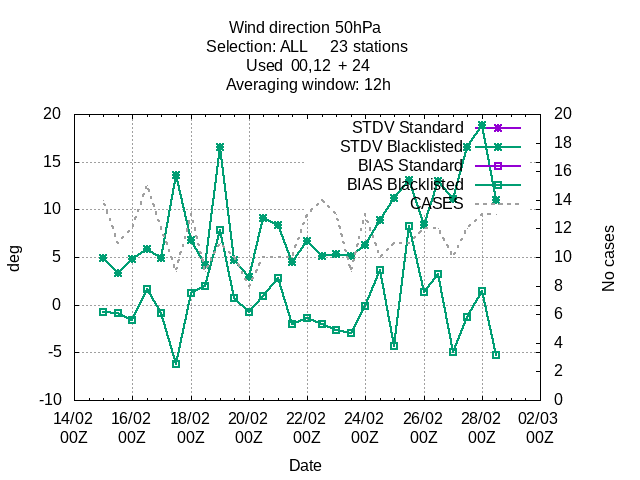 Wind direction 50hPa
Selection: ALL 23 stations
Used 00,12 + 24
Averaging window: 12h
20 20
STDV Standard
18
STDV Blacklisted
15 BIAS Standard 16
BIAS Blacklisted
14
10 CASES
12
5 10
8
0
6
4
-5
2
-10 0
14/02 16/02 18/02 20/02 22/02 24/02 26/02 28/02 02/03
00Z 00Z 00Z 00Z 00Z 00Z 00Z 00Z 00Z
Date
deg
No cases